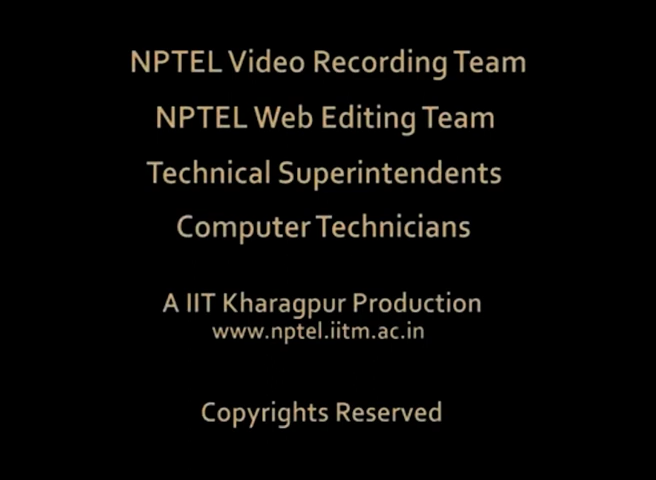 NPTEL Video Recording Team
NPTEL Web Editing Team
Technical Superintendents
Computer Technicians
A IIT Kharagpur Production
www.nptel.iitm.ac.in
Copyrights Reserved